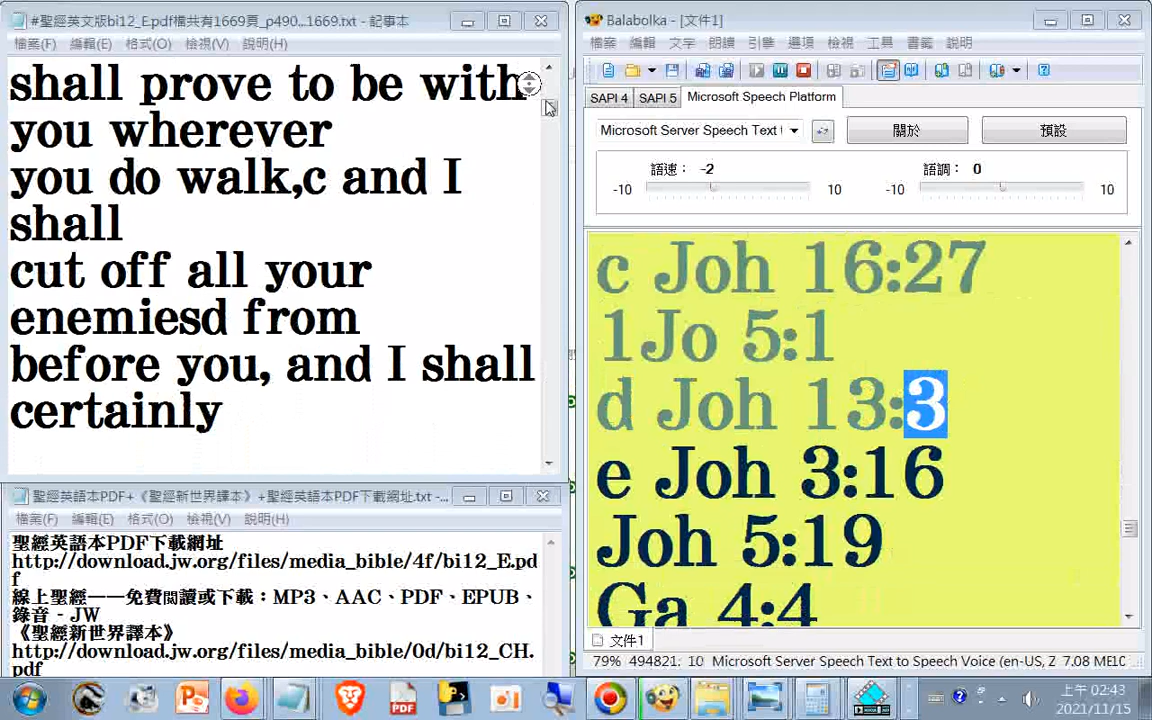 #聖經英文版bi12_E.pdf橫共有1669頁_p490...1669.txt - 記事本
檔案(F) 編輯(E) 格式(O) 檢視(V) 說明(H)
shall prove to be with
you wherever
you do walk,c and I
shall
cut off all your
enemiesd from
before you, and I shall
certainly
聖經英語本PDF+《聖經新世界譯本》+聖經英語本PDF下載網址.txt -...
檔案(F) 編輯(E) 格式(O) 檢視(V) 說明(H)
聖經英語本PDF下載網址
http://download.jw.org/files/media_bible/4f/bi12_E.pd
f
線上聖經——免費閱讀或下載：MP3、AAC、PDF、EPUB、
錄音 - JW
《聖經新世界譯本》
http://download.jw.org/files/media_bible/0d/bi12_CH.
pdf
Balabolka - [文件1]
檔案 編輯 文字 朗讀 引擎 選項 檢視 工具 書籤 說明
SAPI 4 SAPI 5 Microsoft Speech Platform
Microsoft Server Speech Text
關於 預設
語速： -2 語調： 0
-10 10 -10 10
c Joh 16:27
1Jo 5:1
d Joh 13:3
e Joh 3:16
Joh 5:19
Ga 4:4
文件1
79% 494821: 10 Microsoft Server Speech Text to Speech Voice (en-US, Z 7.08 ME10
上午 02:43
2021/11/15